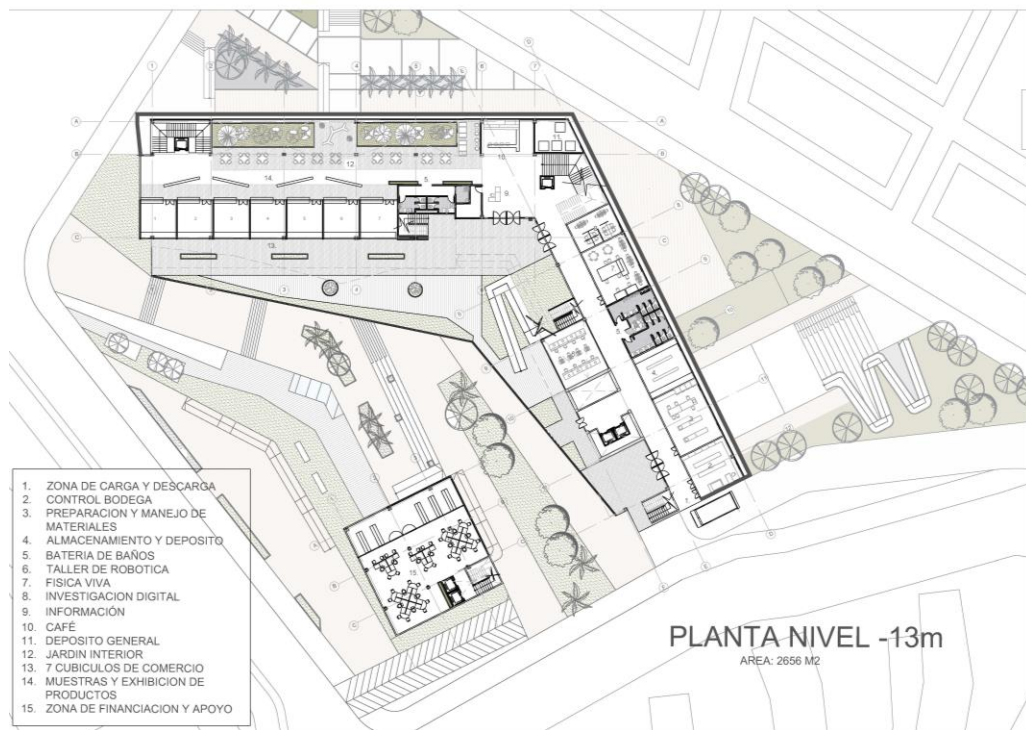 1. ZONA DE CARGA Y DESCARGA
2. CONTROL BODEGA
3. PREPARACION Y MANEJO DE
MATERIALES
4. ALMACENAMIENTO Y DEPOSITO
5. BATERIA DE BAÑOS
6. TALLER DE ROBOTICA
7. FISICA VIVA
8. INVESTIGACION DIGITAL
9. INFORMACIÓN
10. CAFÉ
11. DEPOSITO GENERAL
12. JARDIN INTERIOR
13. 7 CUBICULOS DE COMERCIO
14. MUESTRAS Y EXHIBICION DE
PRODUCTOS
15. ZONA DE FINANCIACION Y APOYO
PLANTA NIVEL -13m
AREA: 2656 M2